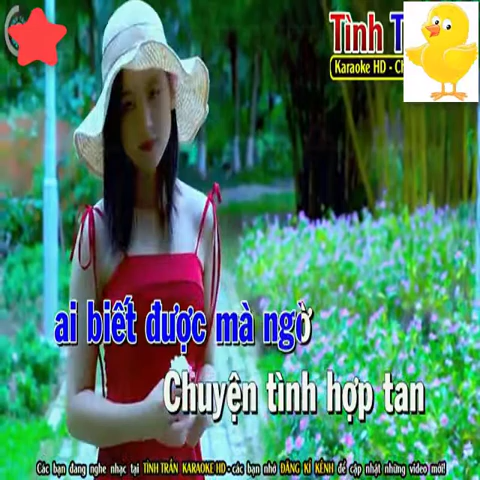 Tình
Karaoke HD - Ch
ai biết được mà ngờ
Chuyện tình hợp tan
Các bạn đang nghe nhạc tại TÌNH TRẦN KARAOKE HD - các bạn nhớ ĐĂNG KÍ KÊNH để cập nhật những video mới!